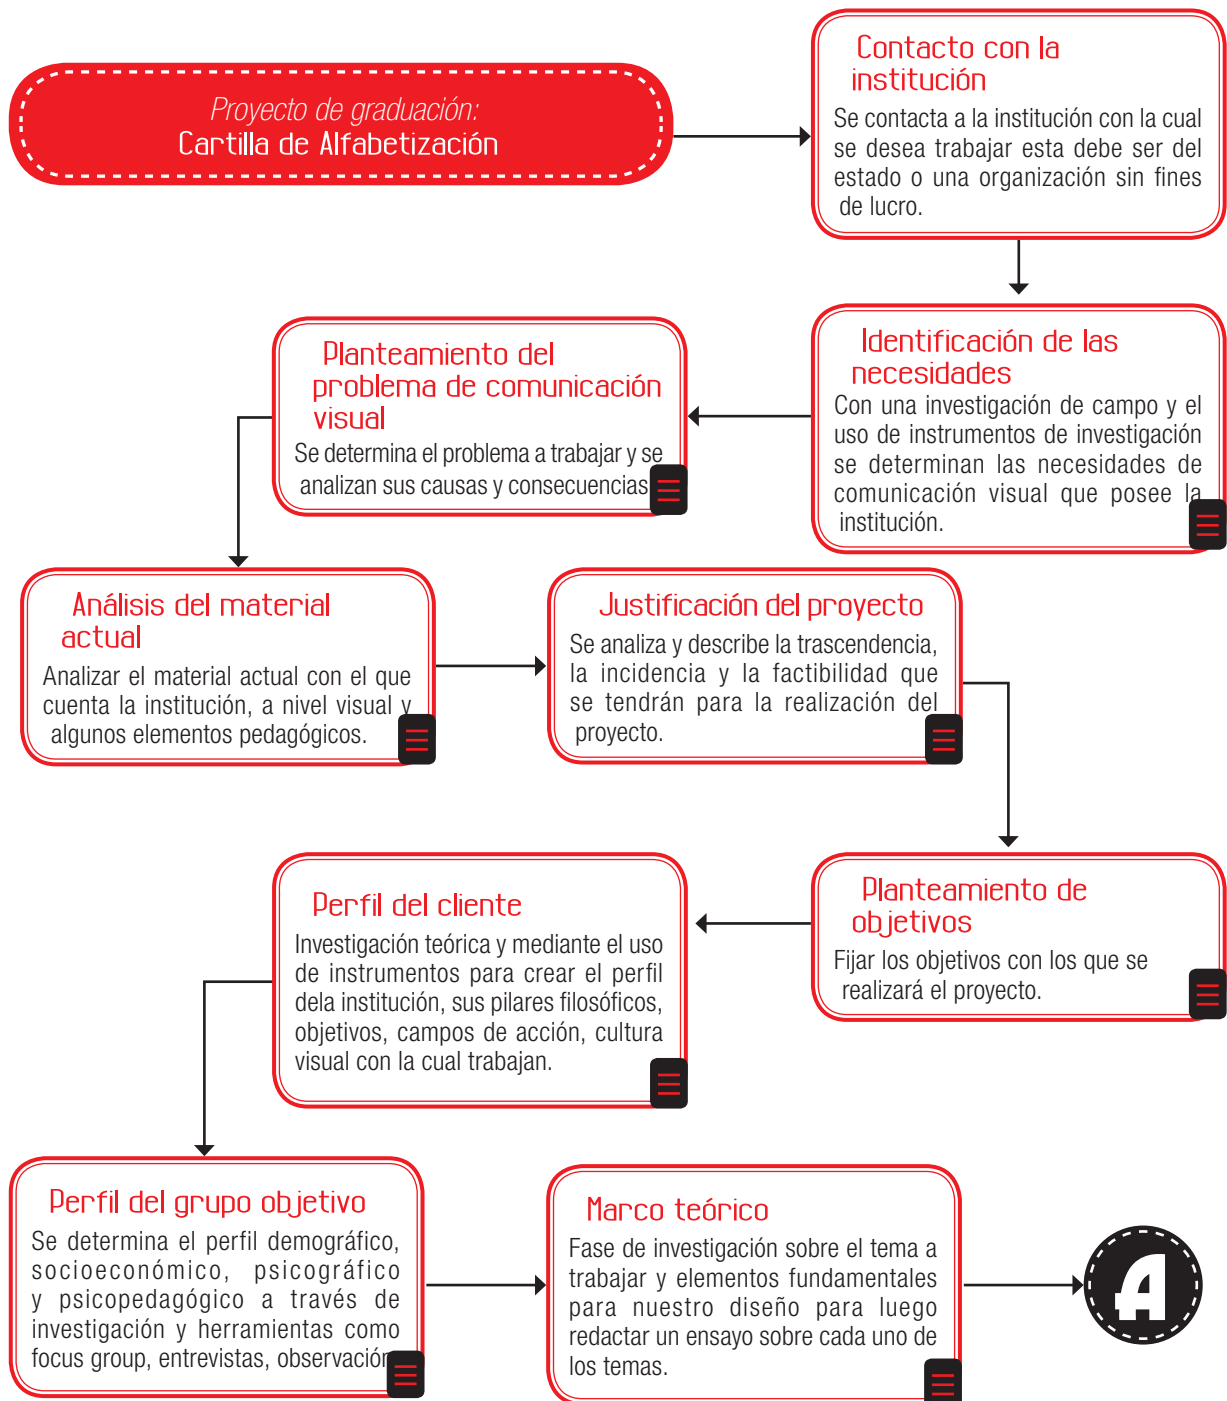 Proyecto de graduación:
Cartilla de Alfabetización
Contacto con la
institución
Se contacta a la institución con la cual
se desea trabajar esta debe ser del
estado o una organización sin fines
de lucro.
Identificación de las
necesidades
Con una investigación de campo y el
uso de instrumentos de investigación
se determinan las necesidades de
comunicación visual que posee la
institución.
Planteamiento del
problema de comunicación
visual
Se determina el problema a trabajar y se
analizan sus causas y consecuencias
Análisis del material
actual
Analizar el material actual con el que
cuenta la institución, a nivel visual y
algunos elementos pedagógicos.
Justificación del proyecto
Se analiza y describe la trascendencia,
la incidencia y la factibilidad que
se tendrán para la realización del
proyecto.
Planteamiento de
objetivos
Fijar los objetivos con los que se
realizará el proyecto.
Perfil del cliente
Investigación teórica y mediante el uso
de instrumentos para crear el perfil
dela institución, sus pilares filosóficos,
objetivos, campos de acción, cultura
visual con la cual trabajan.
Perfil del grupo objetivo
Se determina el perfil demográfico,
socioeconómico, psicográfico
y psicopedagógico a través de
investigación y herramientas como
focus group, entrevistas, observación
Marco teórico
Fase de investigación sobre el tema a
trabajar y elementos fundamentales
para nuestro diseño para luego
redactar un ensayo sobre cada uno de
los temas.
A